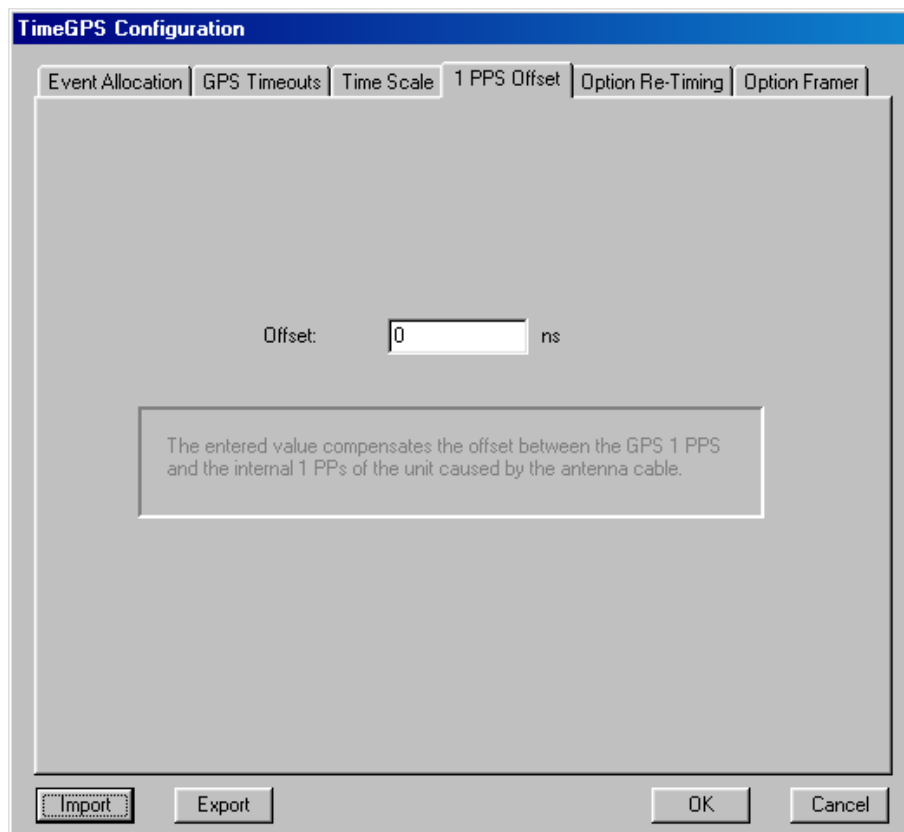 TimeGPS Configuration
Event Allocation GPS Timeouts Time Scale 1 PPS Offset Option Re-Timing Option Framer
Offset: 0 ns
The entered value compensates the offset between the GPS 1 PPS
and the internal 1 PPs of the unit caused by the antenna cable.
Import Export OK Cancel